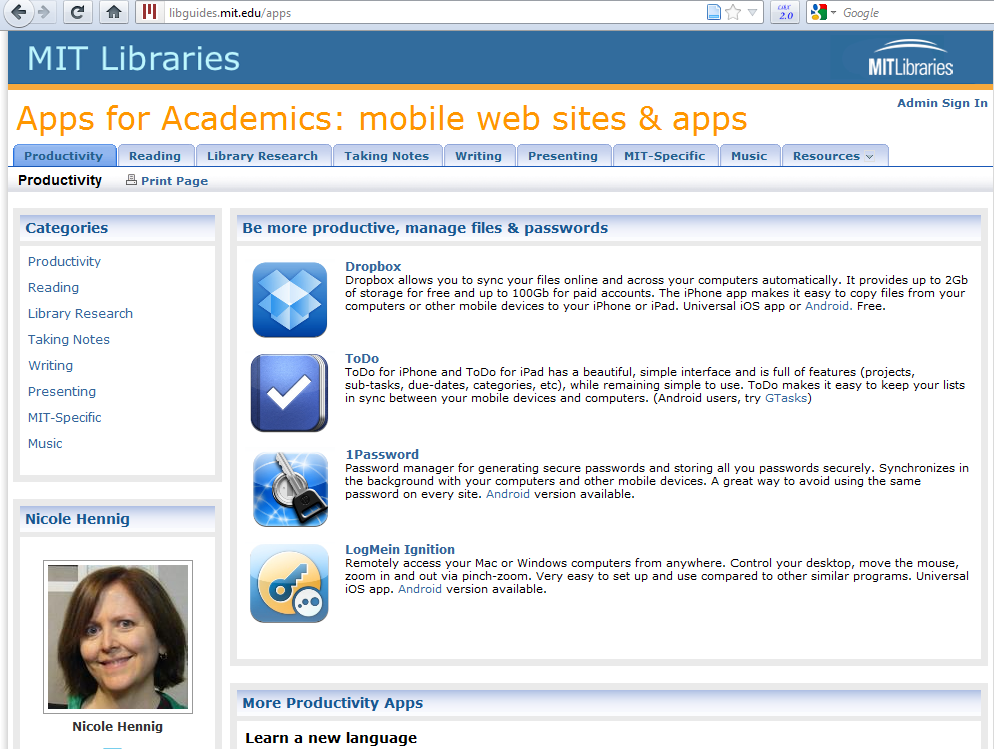 libguides.mit.edu/apps
LibX
2.0
Google
MIT Libraries
MITLibraries
Admin Sign In
Apps for Academics: mobile web sites & apps
Productivity Reading Library Research Taking Notes Writing Presenting MIT-Specific Music Resources
Productivity Print Page
Categories
Productivity
Reading
Library Research
Taking Notes
Writing
Presenting
MIT-Specific
Music
Nicole Hennig
Nicole Hennig
Be more productive, manage files & passwords
Dropbox
Dropbox allows you to sync your files online and across your computers automatically. It provides up to 2Gb
of storage for free and up to 100Gb for paid accounts. The iPhone app makes it easy to copy files from your
computers or other mobile devices to your iPhone or iPad. Universal iOS app or Android. Free.
ToDo
ToDo for iPhone and ToDo for iPad has a beautiful, simple interface and is full of features (projects,
sub-tasks, due-dates, categories, etc), while remaining simple to use. ToDo makes it easy to keep your lists
in sync between your mobile devices and computers. (Android users, try GTasks)
1Password
Password manager for generating secure passwords and storing all you passwords securely. Synchronizes in
the background with your computers and other mobile devices. A great way to avoid using the same
password on every site. Android version available.
LogMein Ignition
Remotely access your Mac or Windows computers from anywhere. Control your desktop, move the mouse,
zoom in and out via pinch-zoom. Very easy to set up and use compared to other similar programs. Universal
iOS app. Android version available.
More Productivity Apps
Learn a new language